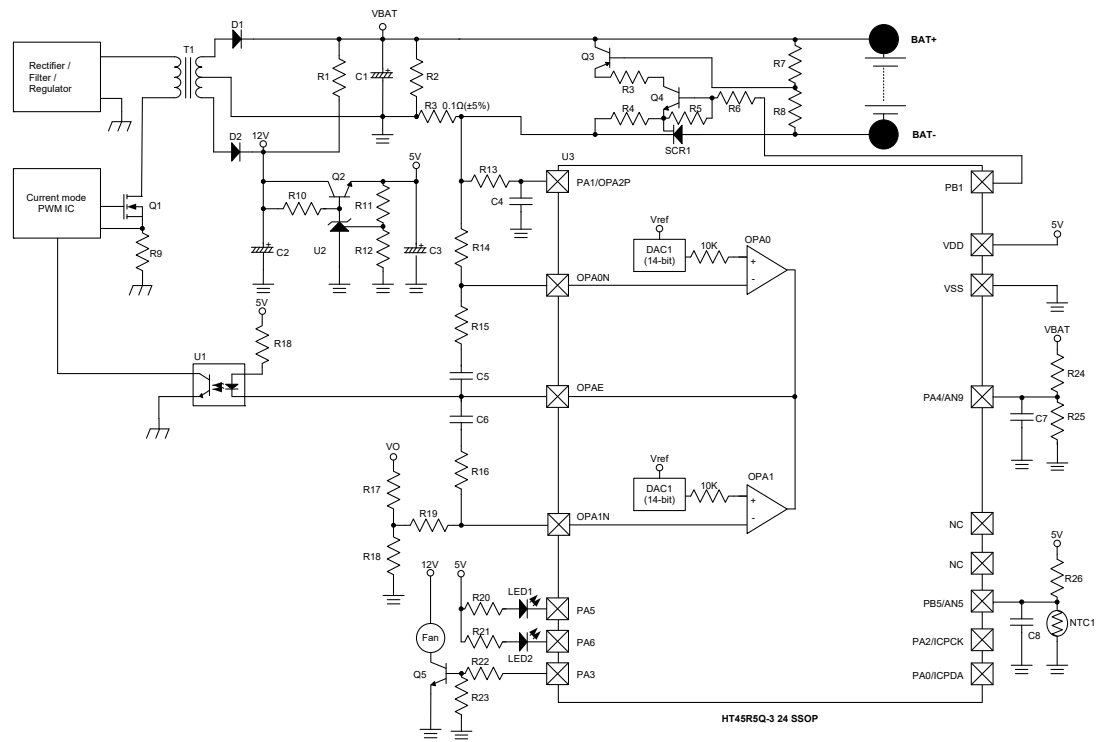 VBAT
D1
T1
Rectifier /
Filter /
Regulator
R1
C1
+
R2
Q3
R3
Q4
R4
R5
R6
R7
R8
BAT+
BAT-
SCR1
R3 0.1Ω(±5%)
D2
12V
5V
Q2
R10
R11
R12
U2
C2
+
C3
+
R13
C4
R14
Current mode
PWM IC
Q1
R9
U3
PA1/OPA2P
PB1
Vref
DAC1
(14-bit)
10K
OPA0
+
-
OPA0N
VDD
5V
VSS
5V
R18
U1
R15
C5
OPAE
C6
R16
VBAT
R24
PA4/AN9
C7
R25
VO
R17
R19
R18
Vref
DAC1
(14-bit)
10K
OPA1
+
-
OPA1N
NC
NC
5V
R26
PB5/AN5
C8
NTC1
PA2/ICPCK
PA0/ICPDA
12V
5V
R20
LED1
PA5
R21
LED2
PA6
Fan
Q5
R22
PA3
R23
HT45R5Q-3 24 SSOP